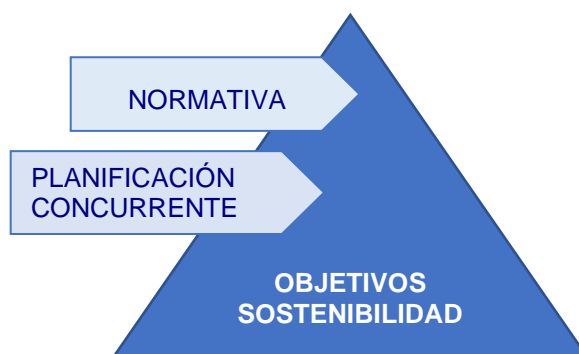 NORMATIVA
PLANIFICACIÓN
CONCURRENTE
OBJETIVOS
SOSTENIBILIDAD